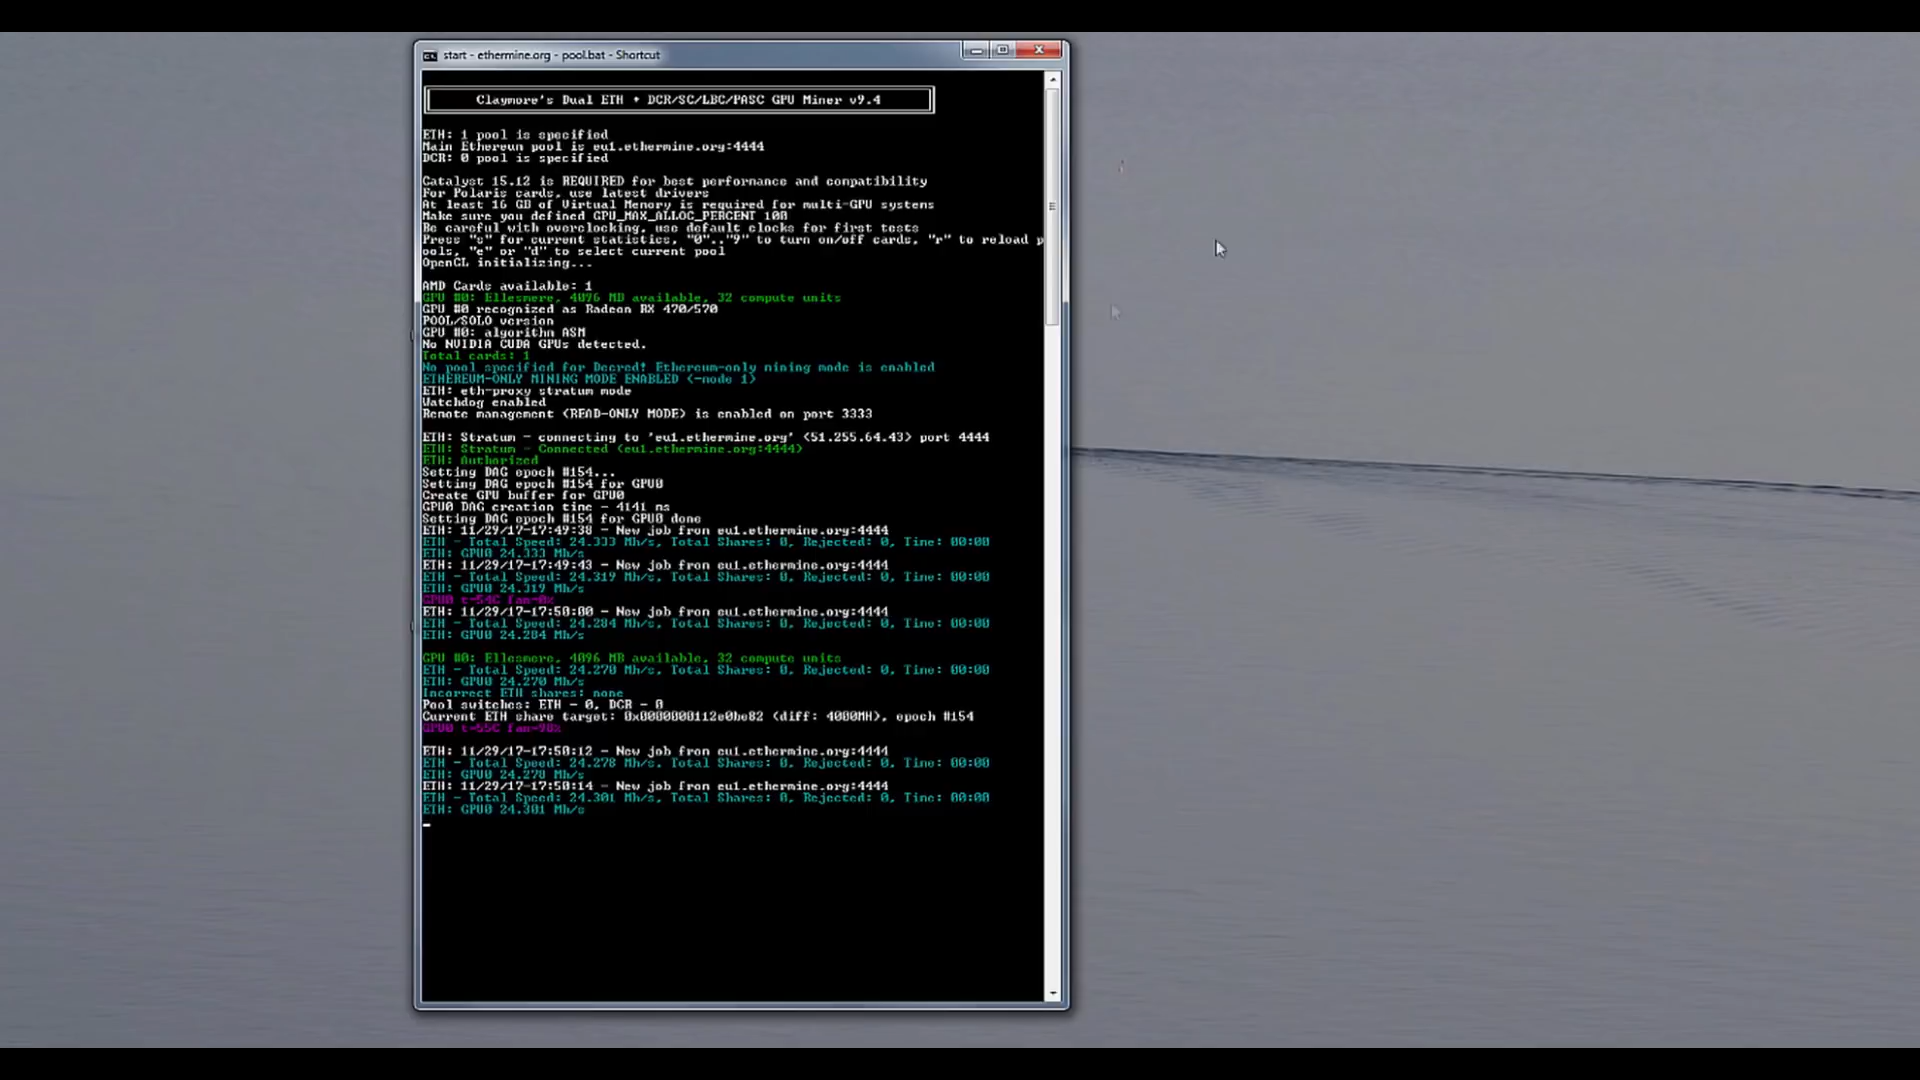 start - ethermine.org - pool.bat - Shortcut
Claymore's Dual ETH + DCR/SC/LBC/PASC GPU Miner v9.4
ETH: 1 pool is specified
Main Ethereum pool is eu1.ethermine.org:4444
DCR: 0 pool is specified
Catalyst 15.12 is REQUIRED for best performance and compatibility
For Polaris cards, use latest drivers
At least 16 GB of Virtual Memory is required for multi-GPU systems
Make sure you defined GPU_MAX_ALLOC_PERCENT 100
Be careful with overclocking, use default clocks for first tests
Press "s" for current statistics, "0".."9" to turn on/off cards, "r" to reload p
ools, "e" or "d" to select current pool
OpenCL initializing...
AMD Cards available: 1
GPU #0: Ellesmere, 4096 MB available, 32 compute units
GPU #0 recognized as Radeon RX 470/570
POOL/SOLO version
GPU #0: algorithm ASM
No NVIDIA CUDA GPUs detected.
Total cards: 1
No pool specified for Decred! Ethereum-only mining mode is enabled
ETHEREUM-ONLY MINING MODE ENABLED (-mode 1)
ETH: eth-proxy stratum mode
Watchdog enabled
Remote management (READ-ONLY MODE) is enabled on port 3333
ETH: Stratum - connecting to 'eu1.ethermine.org' (51.255.64.43) port 4444
ETH: Stratum - Connected (eu1.ethermine.org:4444)
ETH: Authorized
Setting DAG epoch #154...
Setting DAG epoch #154 for GPU0
Create GPU buffer for GPU0
GPU0 DAG creation time - 4141 ms
Setting DAG epoch #154 for GPU0 done
ETH: 11/29/17-17:49:38 - New job from eu1.ethermine.org:4444
ETH - Total Speed: 24.333 Mh/s, Total Shares: 0, Rejected: 0, Time: 00:00
ETH: GPU0 24.333 Mh/s
ETH: 11/29/17-17:49:43 - New job from eu1.ethermine.org:4444
ETH - Total Speed: 24.319 Mh/s, Total Shares: 0, Rejected: 0, Time: 00:00
ETH: GPU0 24.319 Mh/s
GPU0 t=54C fan=0%
ETH: 11/29/17-17:50:00 - New job from eu1.ethermine.org:4444
ETH - Total Speed: 24.284 Mh/s, Total Shares: 0, Rejected: 0, Time: 00:00
ETH: GPU0 24.284 Mh/s
GPU #0: Ellesmere, 4096 MB available, 32 compute units
ETH - Total Speed: 24.270 Mh/s, Total Shares: 0, Rejected: 0, Time: 00:00
ETH: GPU0 24.270 Mh/s
Incorrect ETH shares: none
Pool switches: ETH - 0, DCR - 0
Current ETH share target: 0x0000000112e0be82 (diff: 4000MH), epoch #154
GPU0 t=55C fan=98%
ETH: 11/29/17-17:50:12 - New job from eu1.ethermine.org:4444
ETH - Total Speed: 24.278 Mh/s, Total Shares: 0, Rejected: 0, Time: 00:00
ETH: GPU0 24.278 Mh/s
ETH: 11/29/17-17:50:14 - New job from eu1.ethermine.org:4444
ETH - Total Speed: 24.301 Mh/s, Total Shares: 0, Rejected: 0, Time: 00:00
ETH: GPU0 24.301 Mh/s